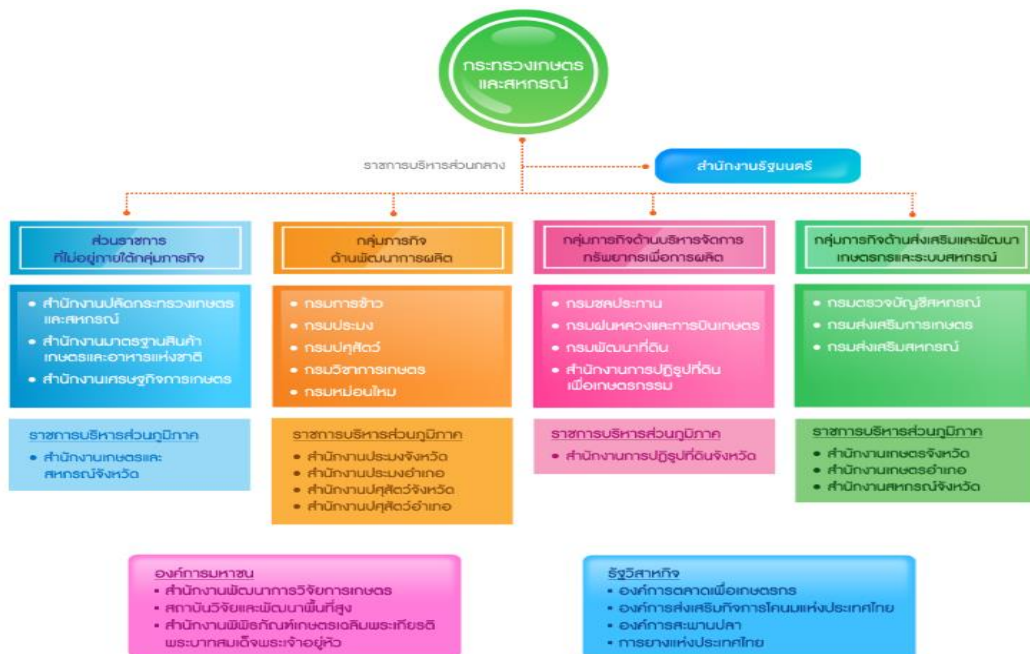 กระทรวงเกษตร
และสหกรณ์
ราชการบริหารส่วนกลาง
สำนักงานรัฐมนตรี
ส่วนราชการ
ที่ไม่อยู่ภายใต้กลุ่มภารกิจ
• สำนักงานปลัดกระทรวงเกษตร
และสหกรณ์
• สำนักงานมาตรฐานสินค้า
เกษตรและอาหารแห่งชาติ
• สำนักงานเศรษฐกิจการเกษตร
ราชการบริหารส่วนภูมิภาค
• สำนักงานเกษตรและ
สหกรณ์จังหวัด
กลุ่มภารกิจ
ด้านพัฒนาการผลิต
• กรมการข้าว
• กรมประมง
• กรมปศุสัตว์
• กรมวิชาการเกษตร
• กรมหม่อนไหม
ราชการบริหารส่วนภูมิภาค
• สำนักงานประมงจังหวัด
• สำนักงานประมงอำเภอ
• สำนักงานปศุสัตว์จังหวัด
• สำนักงานปศุสัตว์อำเภอ
กลุ่มภารกิจด้านบริหารจัดการ
ทรัพยากรเพื่อการผลิต
• กรมชลประทาน
• กรมฝนหลวงและการบินเกษตร
• กรมพัฒนาที่ดิน
• สำนักงานการปฏิรูปที่ดิน
เพื่อเกษตรกรรม
ราชการบริหารส่วนภูมิภาค
• สำนักงานการปฏิรูปที่ดินจังหวัด
กลุ่มภารกิจด้านส่งเสริมและพัฒนา
เกษตรกรและระบบสหกรณ์
• กรมตรวจบัญชีสหกรณ์
• กรมส่งเสริมการเกษตร
• กรมส่งเสริมสหกรณ์
ราชการบริหารส่วนภูมิภาค
• สำนักงานเกษตรจังหวัด
• สำนักงานเกษตรอำเภอ
• สำนักงานสหกรณ์จังหวัด
องค์การมหาชน
• สำนักงานพัฒนาการวิจัยการเกษตร
• สถาบันวิจัยและพัฒนาพื้นที่สูง
• สำนักงานพิพิธภัณฑ์เกษตรเฉลิมพระเกียรติ
พระบาทสมเด็จพระเจ้าอยู่หัว
รัฐวิสาหกิจ
• องค์การตลาดเพื่อเกษตรกร
• องค์การส่งเสริมกิจการโคนมแห่งประเทศไทย
• องค์การสะพานปลา
• การยางแห่งประเทศไทย